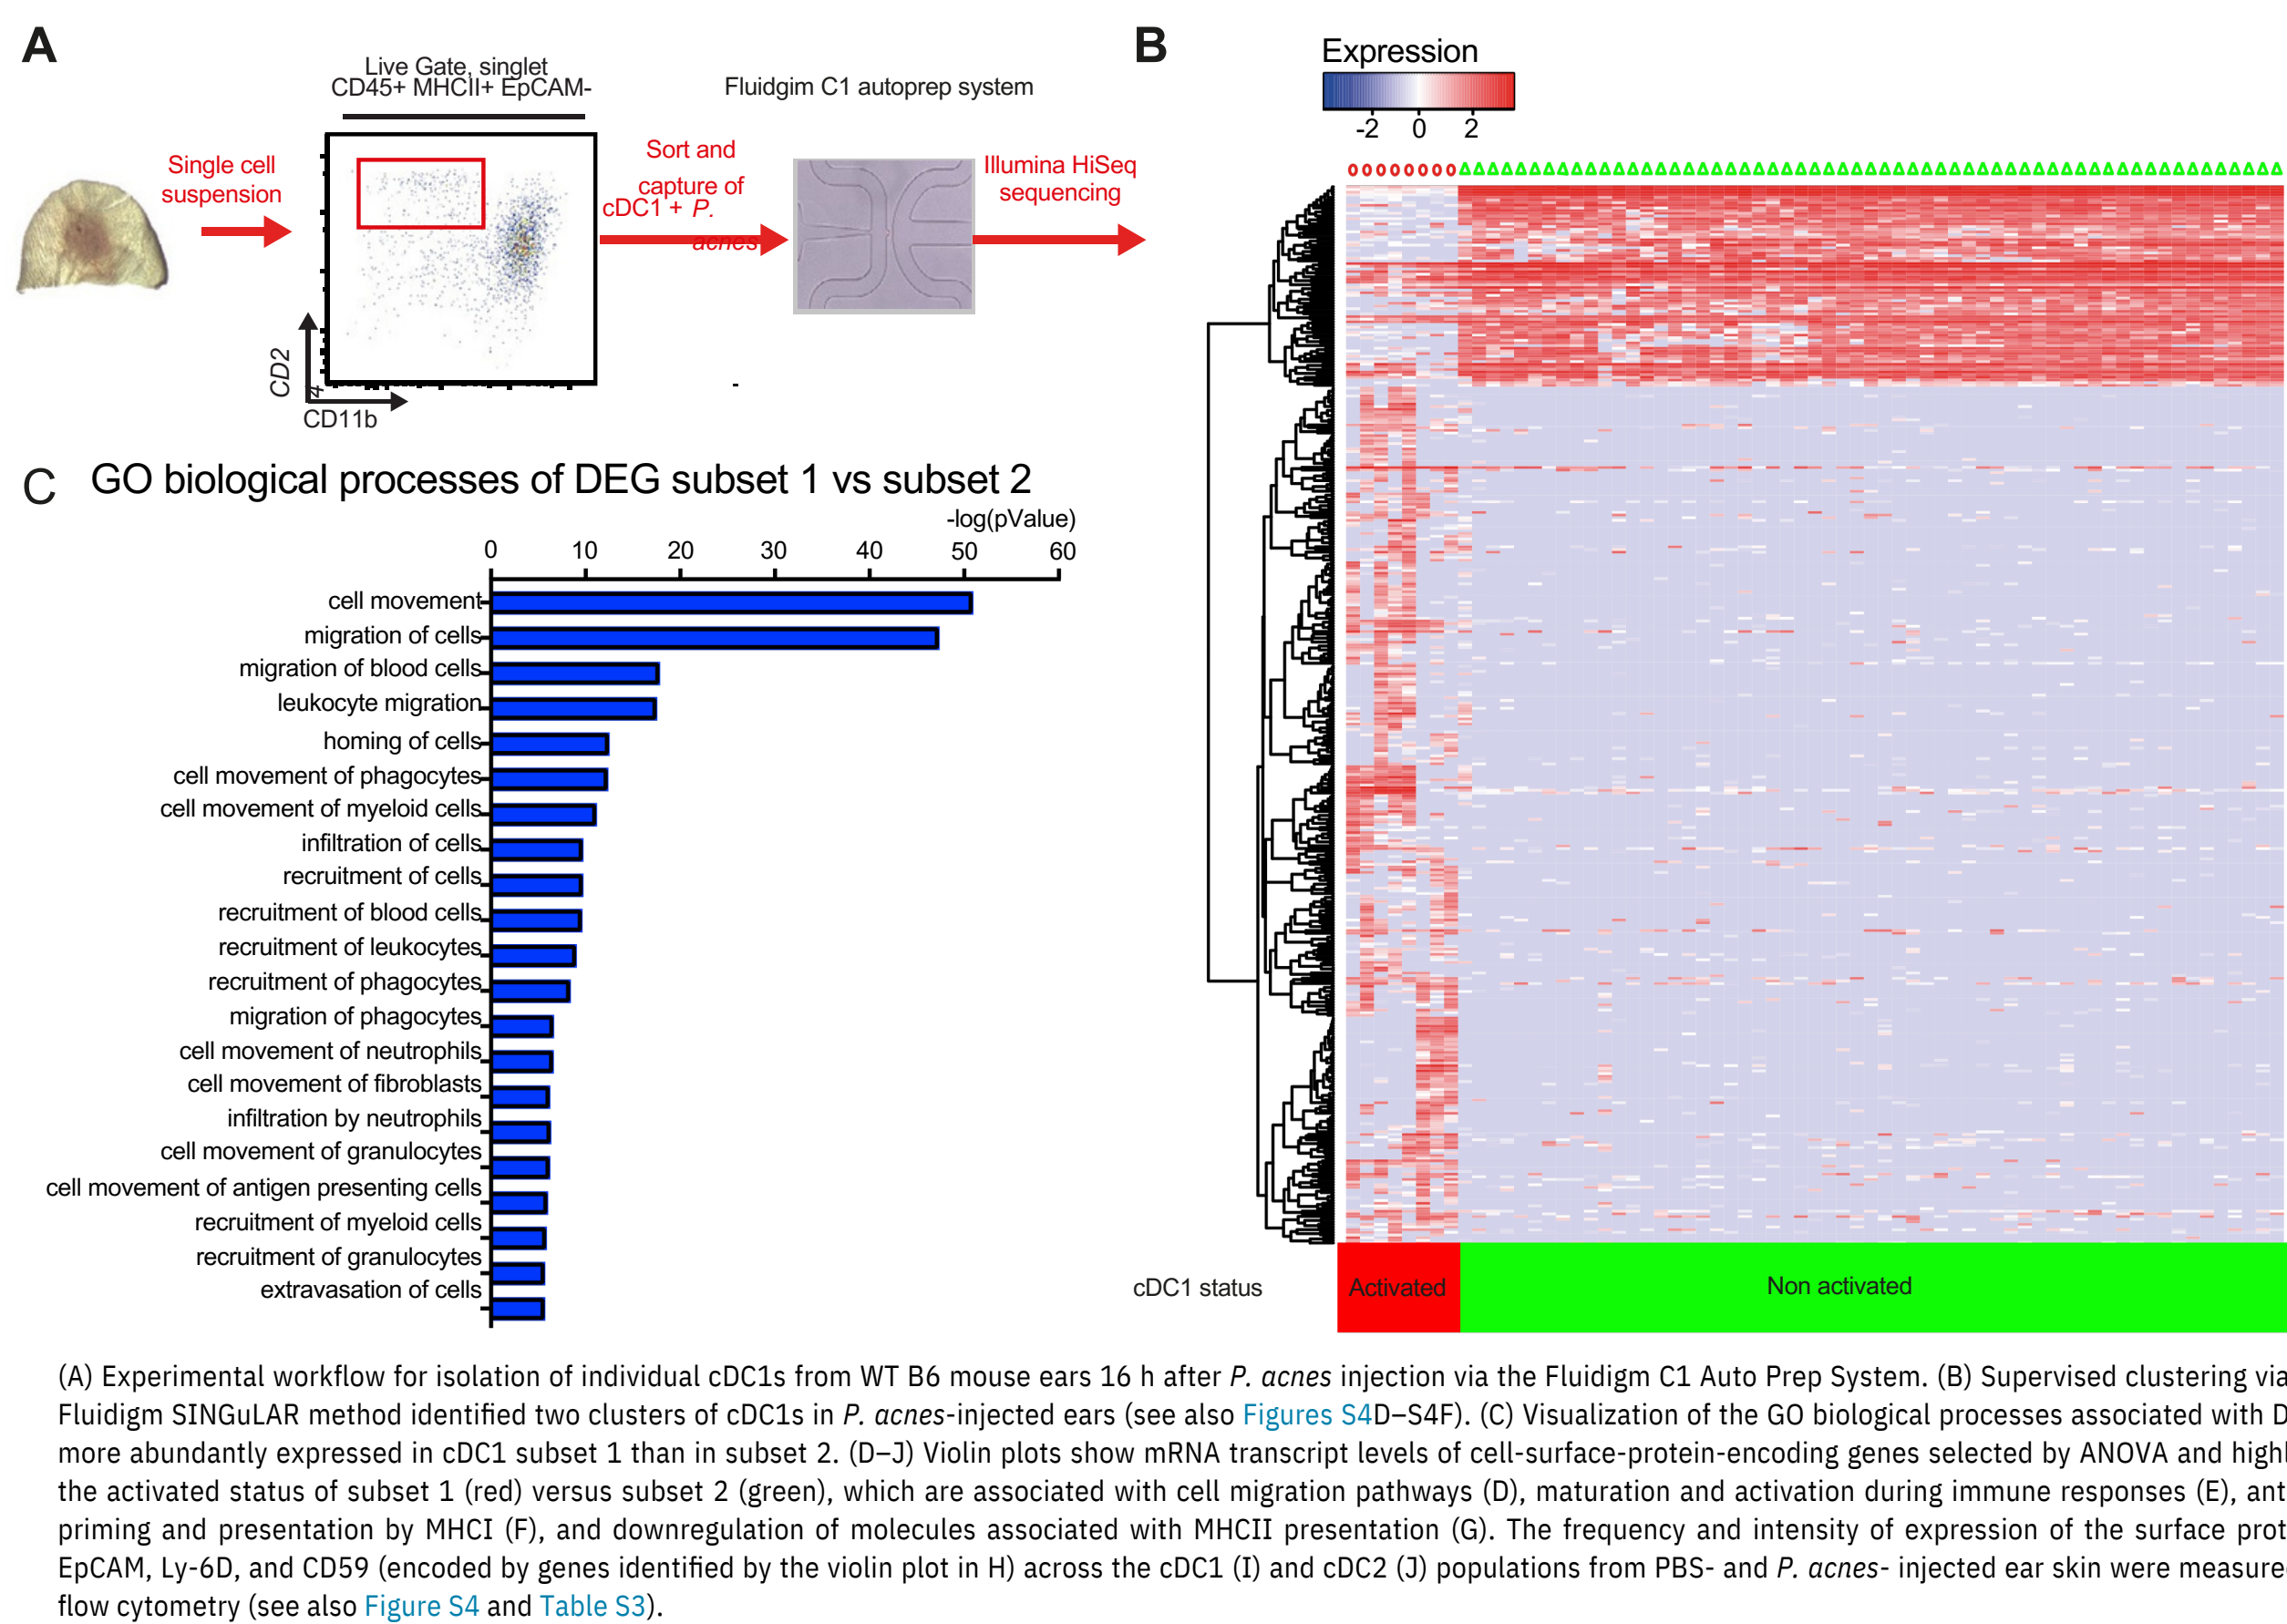 A
Live Gate, singlet
CD45+ MHCII+ EpCAM-
Fluidgim C1 autoprep system
Single cell
suspension
Sort and
capture of
cDC1 + P.
acnes
Illumina HiSeq
sequencing
CD2
4
CD11b
-
B
Expression
-2 0 2
cDC1 status
Activated
Non activated
C GO biological processes of DEG subset 1 vs subset 2
-log(pValue)
0 10 20 30 40 50 60
cell movement
migration of cells
migration of blood cells
leukocyte migration
homing of cells
cell movement of phagocytes
cell movement of myeloid cells
infiltration of cells
recruitment of cells
recruitment of blood cells
recruitment of leukocytes
recruitment of phagocytes
migration of phagocytes
cell movement of neutrophils
cell movement of fibroblasts
infiltration by neutrophils
cell movement of granulocytes
cell movement of antigen presenting cells
recruitment of myeloid cells
recruitment of granulocytes
extravasation of cells
(A) Experimental workflow for isolation of individual cDC1s from WT B6 mouse ears 16 h after P. acnes injection via the Fluidigm C1 Auto Prep System. (B) Supervised clustering via
Fluidigm SINGuLAR method identified two clusters of cDC1s in P. acnes-injected ears (see also Figures S4D–S4F). (C) Visualization of the GO biological processes associated with D
more abundantly expressed in cDC1 subset 1 than in subset 2. (D–J) Violin plots show mRNA transcript levels of cell-surface-protein-encoding genes selected by ANOVA and highl
the activated status of subset 1 (red) versus subset 2 (green), which are associated with cell migration pathways (D), maturation and activation during immune responses (E), ant
priming and presentation by MHCI (F), and downregulation of molecules associated with MHCII presentation (G). The frequency and intensity of expression of the surface prot
EpCAM, Ly-6D, and CD59 (encoded by genes identified by the violin plot in H) across the cDC1 (I) and cDC2 (J) populations from PBS- and P. acnes- injected ear skin were measure
flow cytometry (see also Figure S4 and Table S3).